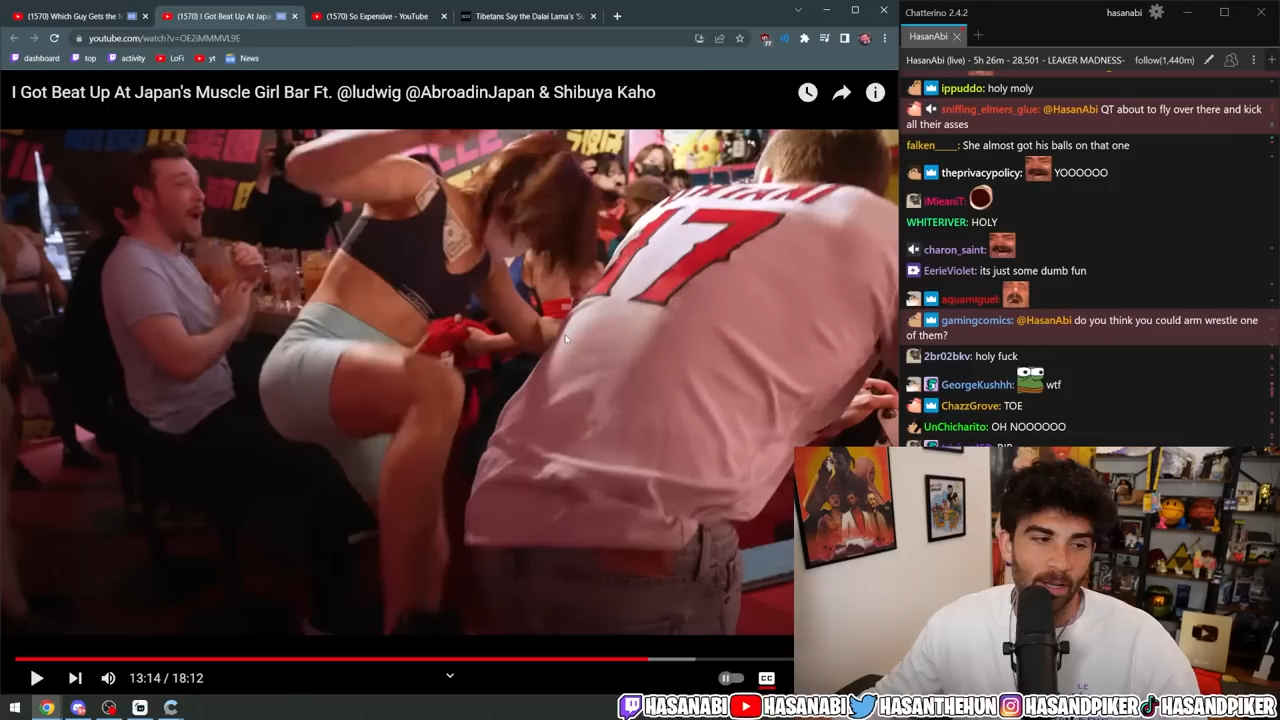 (1570) Which Guy Gets the
(1570) I Got Beat Up At Japa
(1570) So Expensive - YouTube
Tibetans Say the Dalai Lama's 'Su
youtube.com/watch?v=OE2iMMMVL9E
dashboard
top
activity
LoFi
yt
News
I Got Beat Up At Japan's Muscle Girl Bar Ft. @ludwig @AbroadinJapan & Shibuya Kaho
17
13:14 / 18:12
CC
Chatterino 2.4.2
hasanabi
HasanAbi
HasanAbi (live) - 5h 26m - 28,501 - LEAKER MADNESS-
follow(1,440m)
ippuddo: holy moly
sniffing_elmers_glue: @HasanAbi QT about to fly over there and kick
all their asses
falken____: She almost got his balls on that one
theprivacypolicy: YOOOOOO
iMieaniT:
WHITERIVER: HOLY
charon_saint:
EerieViolet: its just some dumb fun
aquamiguel:
gamingcomics: @HasanAbi do you think you could arm wrestle one
of them?
2br02bkv: holy fuck
GeorgeKushhh: wtf
ChazzGrove: TOE
UnChicharito: OH NOOOOOO
HASANABI
HASANABI
HASANTHEHUN
HASANDPIKER
HASANDPIKER